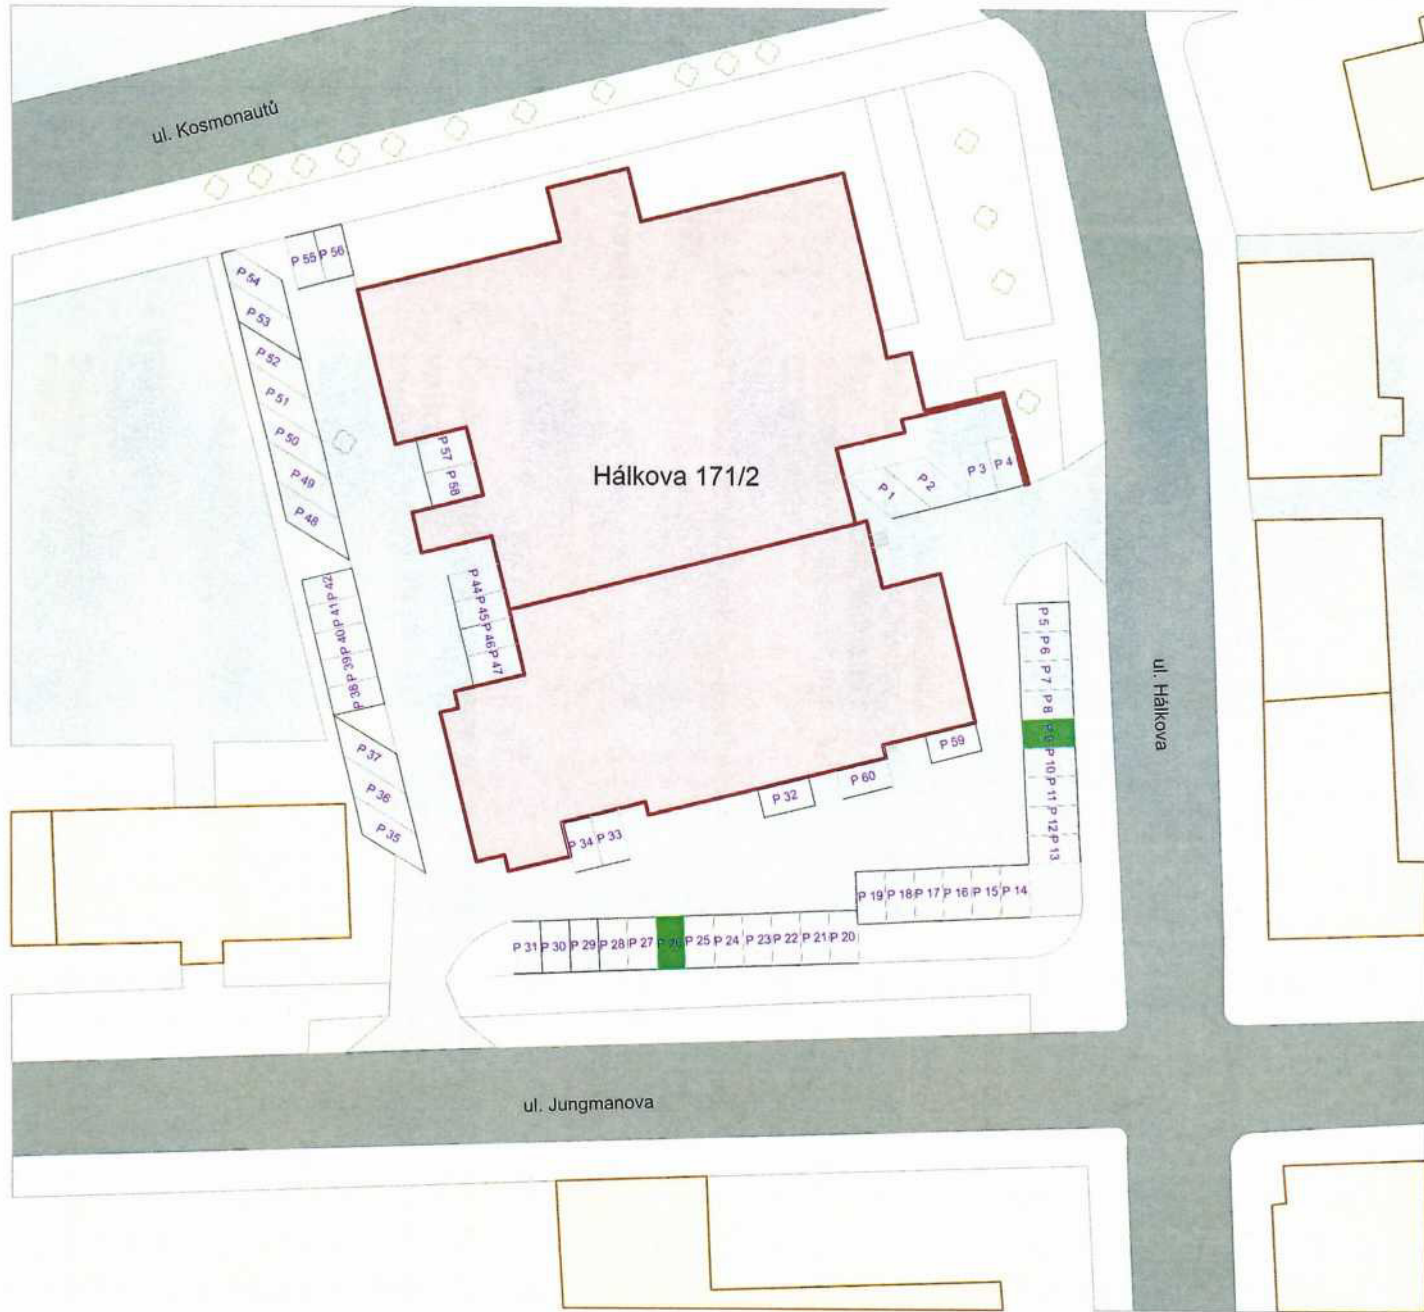 ul. Kosmonautů
P 55
P 56
P 54
P 53
P 52
P 51
P 50
P 49
P 48
P 57
P 58
Hálkova 171/2
P 1
P 2
P 3
P 4
P 42
P 41
P 40
P 39
P 38
P 44
P 45
P 46
P 47
P 5
P 6
P 7
P 8
P 9
P 10
P 11
P 12
P 13
ul. Hálkova
P 37
P 36
P 35
P 59
P 60
P 32
P 34
P 33
P 19
P 18
P 17
P 16
P 15
P 14
P 31
P 30
P 29
P 28
P 27
P 26
P 25
P 24
P 23
P 22
P 21
P 20
ul. Jungmanova